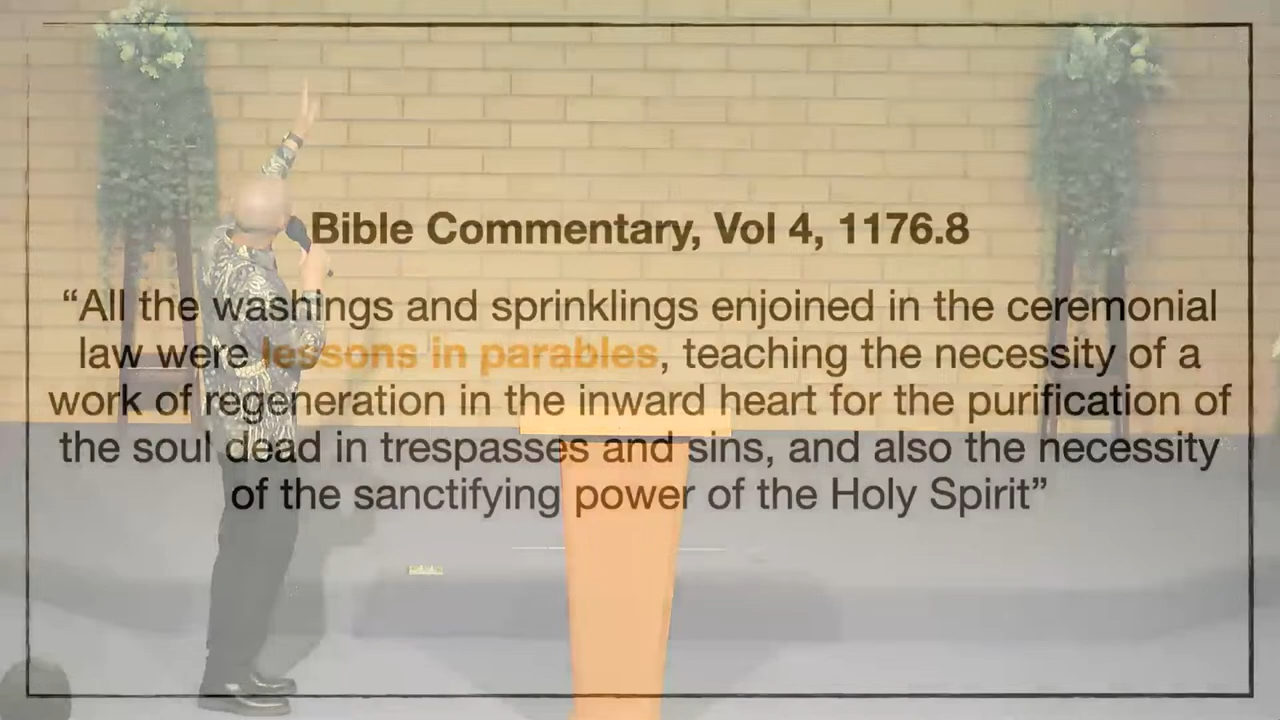 Bible Commentary, Vol 4, 1176.8
“All the washings and sprinklings enjoined in the ceremonial
law were lessons in parables, teaching the necessity of a
work of regeneration in the inward heart for the purification of
the soul dead in trespasses and sins, and also the necessity
of the sanctifying power of the Holy Spirit”